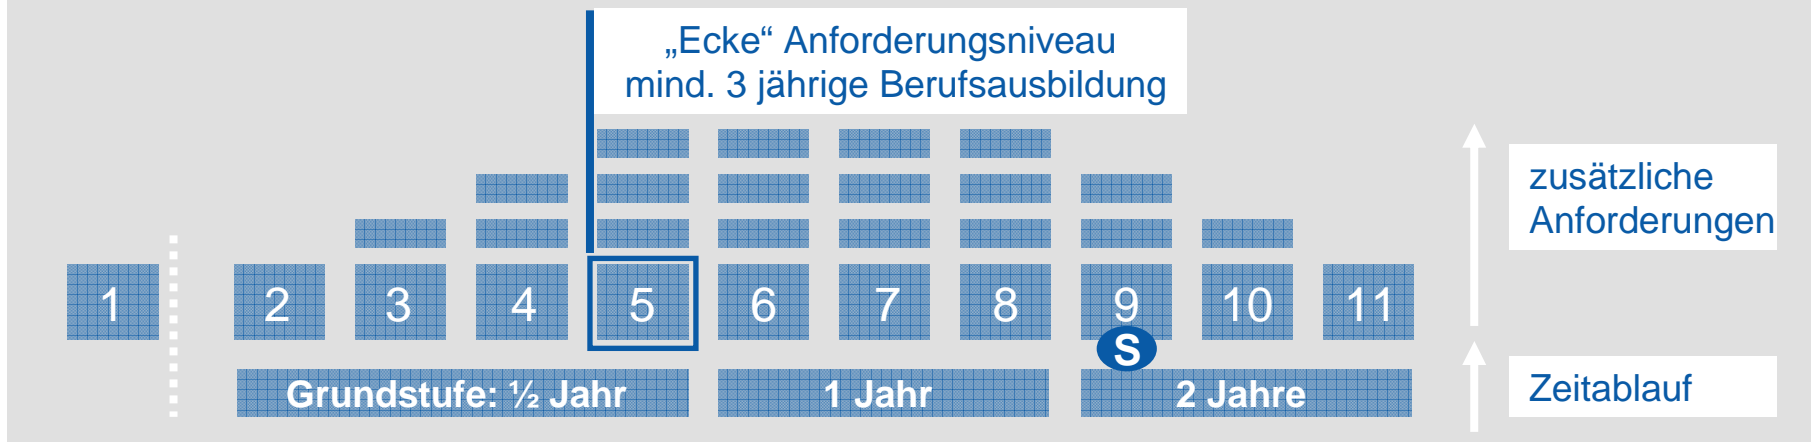 „Ecke“ Anforderungsniveau
mind. 3 jährige Berufsausbildung
zusätzliche
Anforderungen
1 2 3 4 5 6 7 8 9 10 11
S
Grundstufe: ½ Jahr 1 Jahr 2 Jahre
Zeitablauf